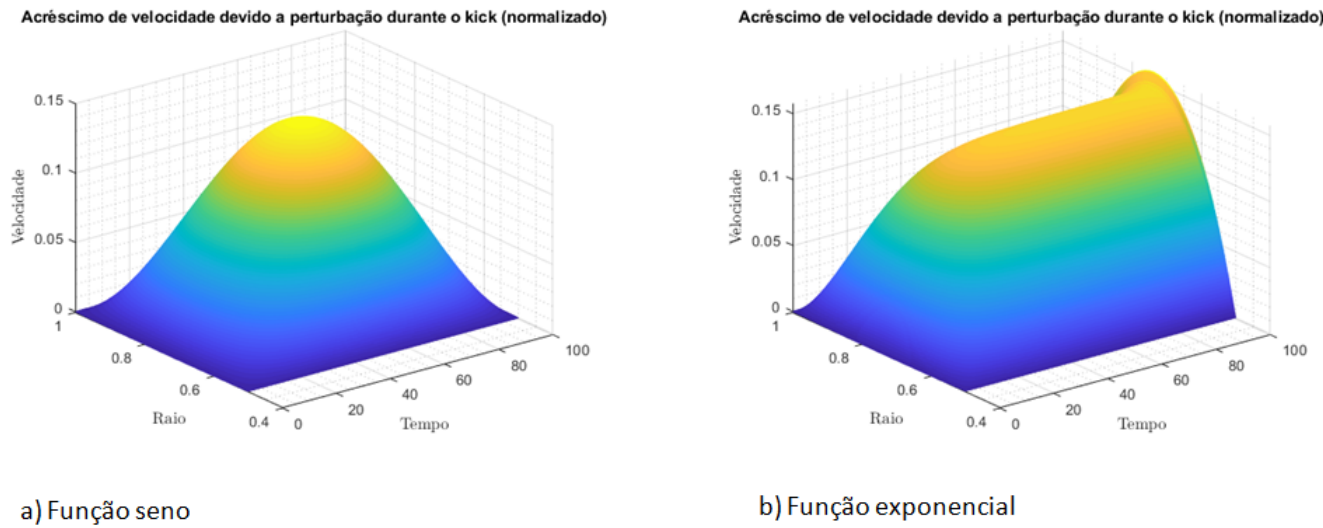 Acréscimo de velocidade devido a perturbação durante o kick (normalizado)
0.15
0.1
0.05
0
Velocidade
1
0.8
0.6
0.4
Raio
0
20
40
60
80
100
Tempo
a) Função seno
Acréscimo de velocidade devido a perturbação durante o kick (normalizado)
0.15
0.1
0.05
0
Velocidade
1
0.8
0.6
0.4
Raio
0
20
40
60
80
100
Tempo
b) Função exponencial